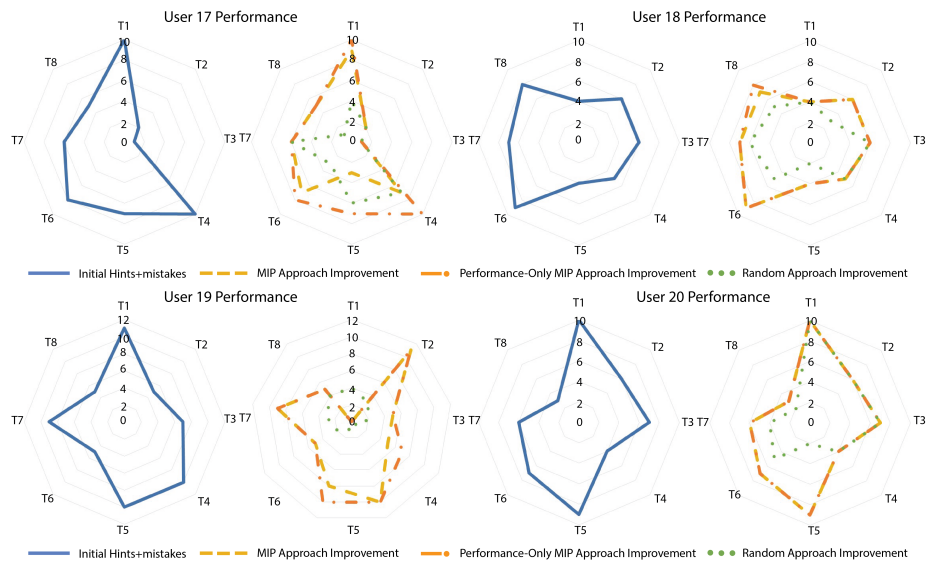 User 17 Performance
T1
10
8
6
4
2
0
T2
T3
T4
T5
T6
T7
T8
T1
10
8
6
4
2
0
T2
T3
T4
T5
T6
T7
T8
User 18 Performance
T1
10
8
6
4
2
0
T2
T3
T4
T5
T6
T7
T8
T1
10
8
6
4
2
0
T2
T3
T4
T5
T6
T7
T8
Initial Hints+mistakes MIP Approach Improvement Performance-Only MIP Approach Improvement Random Approach Improvement
User 19 Performance
T1
12
10
8
6
4
2
0
T2
T3
T4
T5
T6
T7
T8
T1
12
10
8
6
4
2
0
T2
T3
T4
T5
T6
T7
T8
User 20 Performance
T1
10
8
6
4
2
0
T2
T3
T4
T5
T6
T7
T8
T1
10
8
6
4
2
0
T2
T3
T4
T5
T6
T7
T8
Initial Hints+mistakes MIP Approach Improvement Performance-Only MIP Approach Improvement Random Approach Improvement